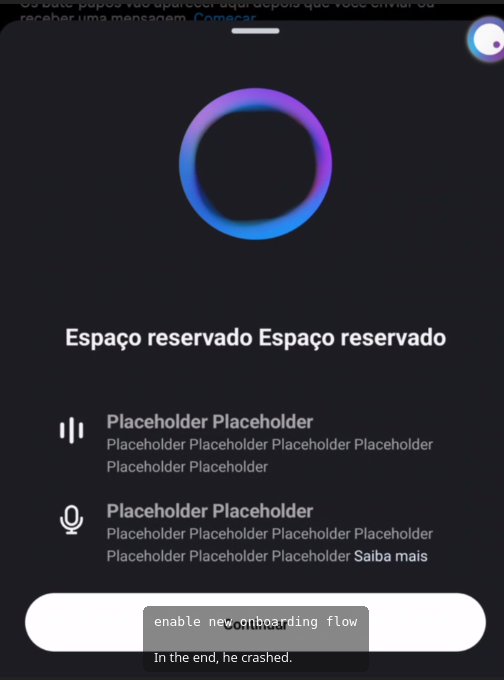 Os bate-papos vão aparecer aqui depois que você enviar ou
receber uma mensagem. Começar
Espaço reservado Espaço reservado
Placeholder Placeholder
Placeholder Placeholder Placeholder Placeholder
Placeholder Placeholder
Placeholder Placeholder
Placeholder Placeholder Placeholder Placeholder
Placeholder Placeholder Placeholder Saiba mais
Continuar
enable new onboarding flow
In the end, he crashed.